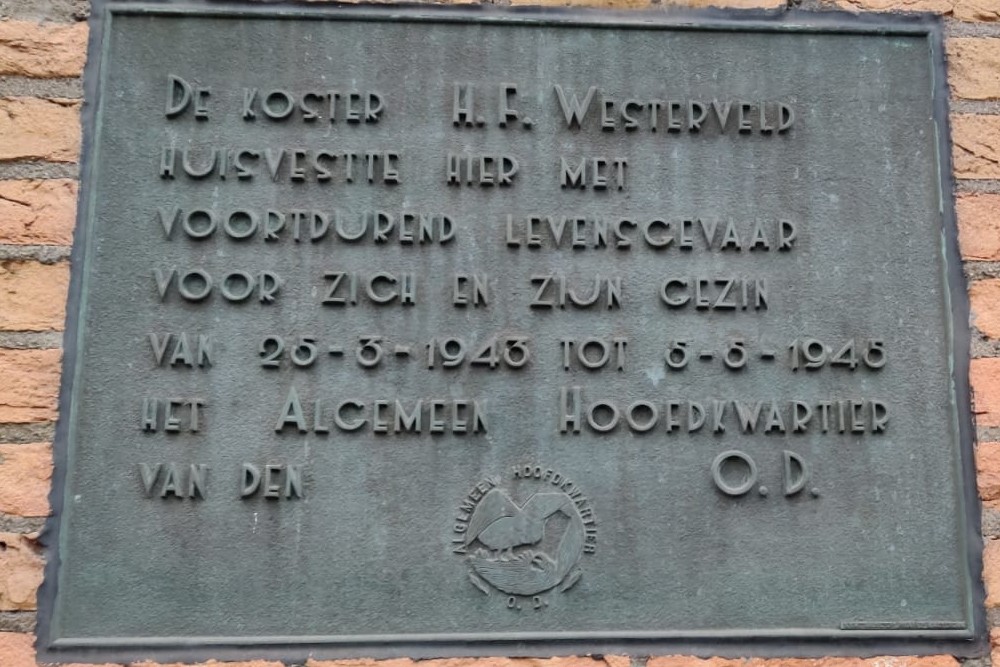 De koster H. F. Westerveld
huisvestte hier met
voortdurend levensgevaar
voor zich en zijn gezin
van 25-3-1943 tot 5-5-1945
het Algemeen Hoofdkwartier
van den O. D.
ALGEMEEN HOOFDKWARTIER
O. D.